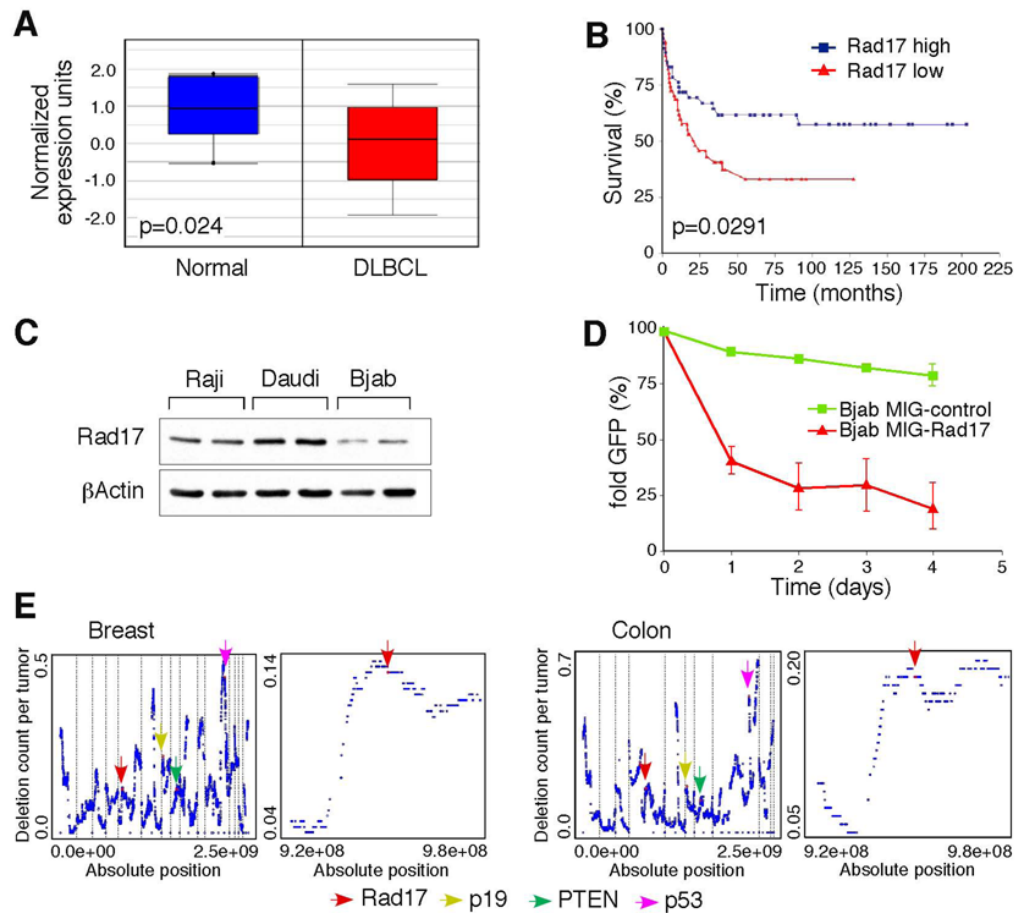 A
Normalized
expression units
2.0
1.0
0.0
-1.0
-2.0
p=0.024
Normal
DLBCL
B
Survival (%)
100
75
50
25
0
Rad17 high
Rad17 low
p=0.0291
0 25 50 75 100 125 150 175 200 225
Time (months)
C
Raji Daudi Bjab
Rad17
βActin
D
fold GFP (%)
100
75
50
25
0
Bjab MIG-control
Bjab MIG-Rad17
0 1 2 3 4 5
Time (days)
E
Breast
Deletion count per tumor
0.5
0.0
0.0e+00 2.5e+09
Absolute position
0.14
0.04
9.2e+08 9.8e+08
Absolute position
Colon
Deletion count per tumor
0.7
0.0
0.0e+00 2.5e+09
Absolute position
0.20
0.05
9.2e+08 9.8e+08
Absolute position
Rad17 p19 PTEN p53